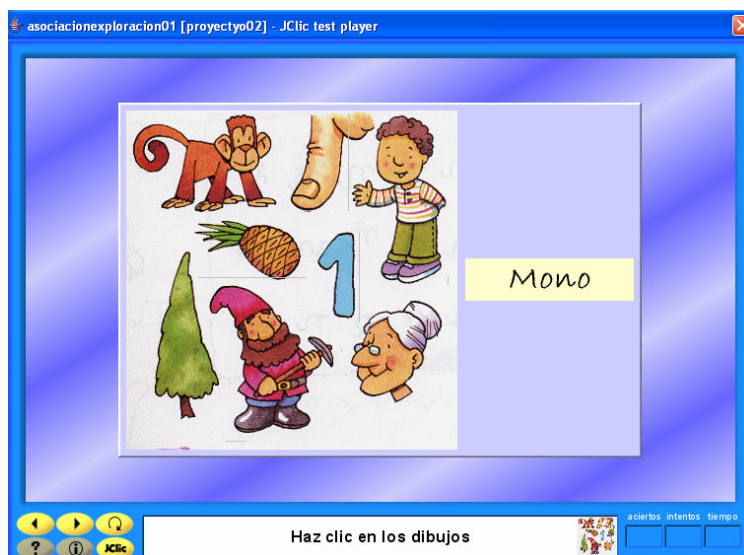 asociacionexploracion01 [proyectyo02] - JClic test player
1
Mono
aciertos intentos tiempo
Haz clic en los dibujos
? i JClic